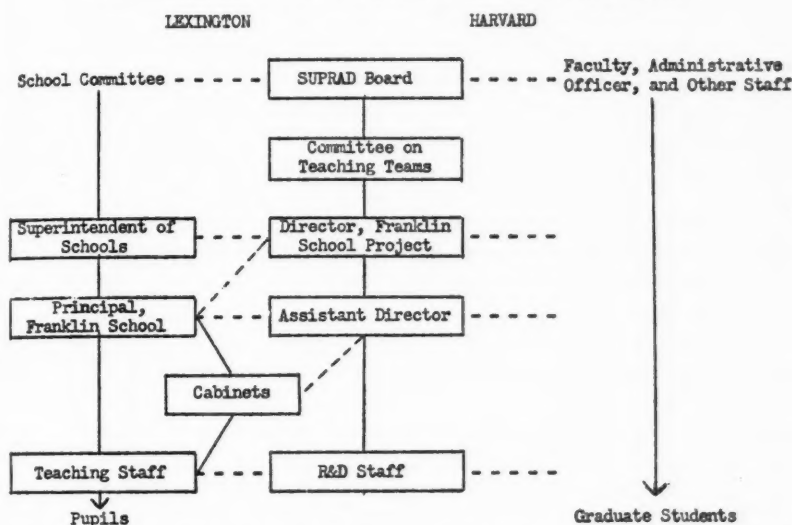 LEXINGTON
HARVARD
School Committee
SUPRAD Board
Faculty, Administrative
Officer, and Other Staff
Committee on
Teaching Teams
Superintendent of
Schools
Director, Franklin
School Project
Principal,
Franklin School
Assistant Director
Cabinets
Teaching Staff
R&D Staff
Pupils
Graduate Students